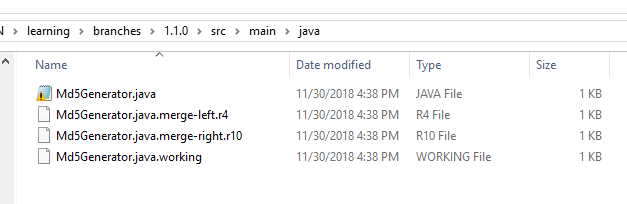 N > learning > branches > 1.1.0 > src > main > java
Name Date modified Type Size
Md5Generator.java 11/30/2018 4:38 PM JAVA File 1 KB
Md5Generator.java.merge-left.r4 11/30/2018 4:38 PM R4 File 1 KB
Md5Generator.java.merge-right.r10 11/30/2018 4:38 PM R10 File 1 KB
Md5Generator.java.working 11/30/2018 4:38 PM WORKING File 1 KB